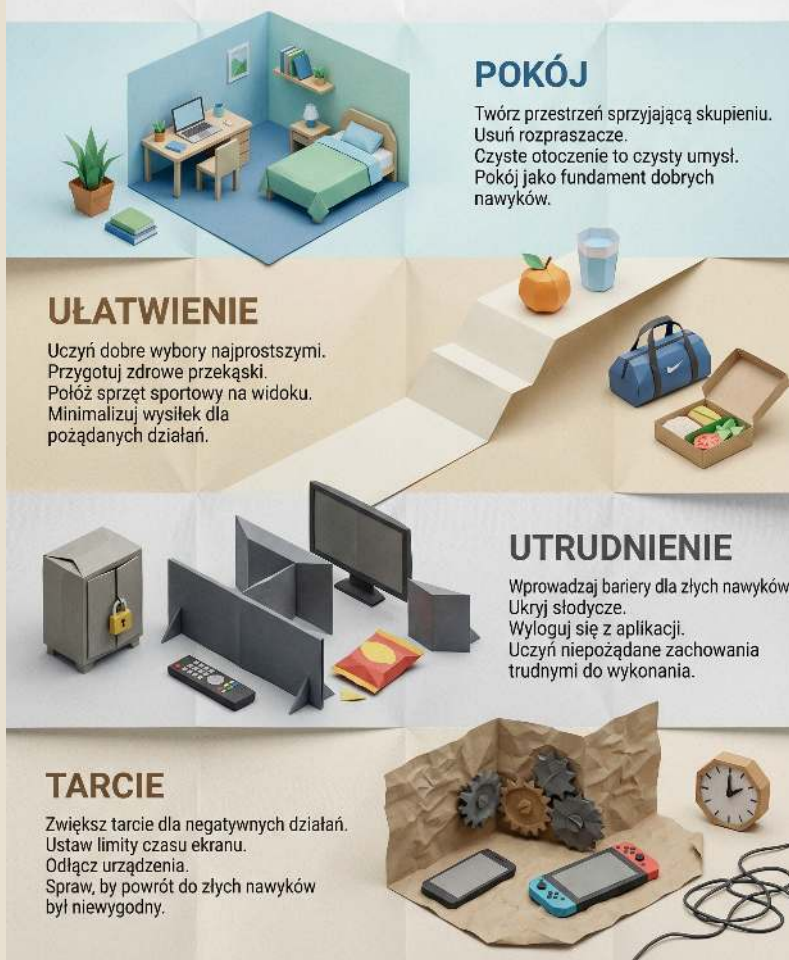 POKÓJ
Twórz przestrzeń sprzyjającą skupieniu.
Usuń rozpraszacze.
Czyste otoczenie to czysty umysł.
Pokój jako fundament dobrych
nawyków.
UŁATWIENIE
Uczyń dobre wybory najprostszymi.
Przygotuj zdrowe przekąski.
Połóż sprzęt sportowy na widoku.
Minimalizuj wysiłek dla
pożądanych działań.
UTRUDNIENIE
Wprowadzaj bariery dla złych nawyków
Ukryj słodycze.
Wyloguj się z aplikacji.
Uczyń niepożądane zachowania
trudnymi do wykonania.
TARCIE
Zwiększ tarcie dla negatywnych działań.
Ustaw limity czasu ekranu.
Odłącz urządzenia.
Spraw, by powrót do złych nawyków
był niewygodny.